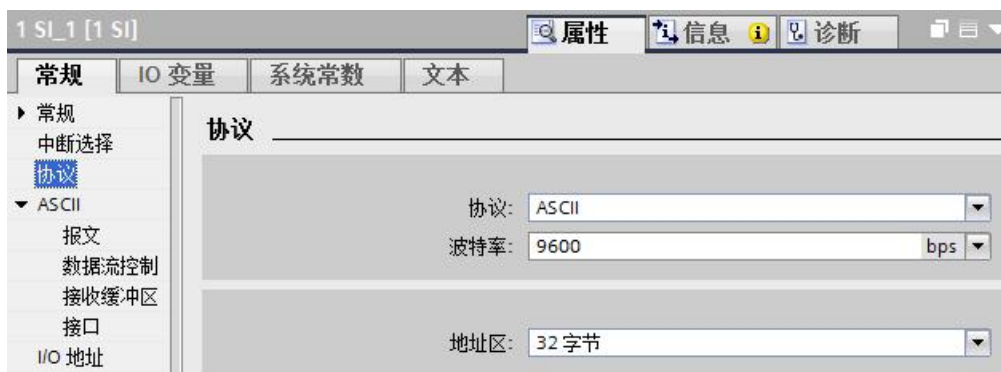 1 SI_1 [1 SI]
属性
信息
诊断
常规
IO 变量
系统常数
文本
常规
中断选择
协议
ASCII
报文
数据流控制
接收缓冲区
接口
I/O 地址
协议
协议: ASCII
波特率: 9600 bps
地址区: 32 字节